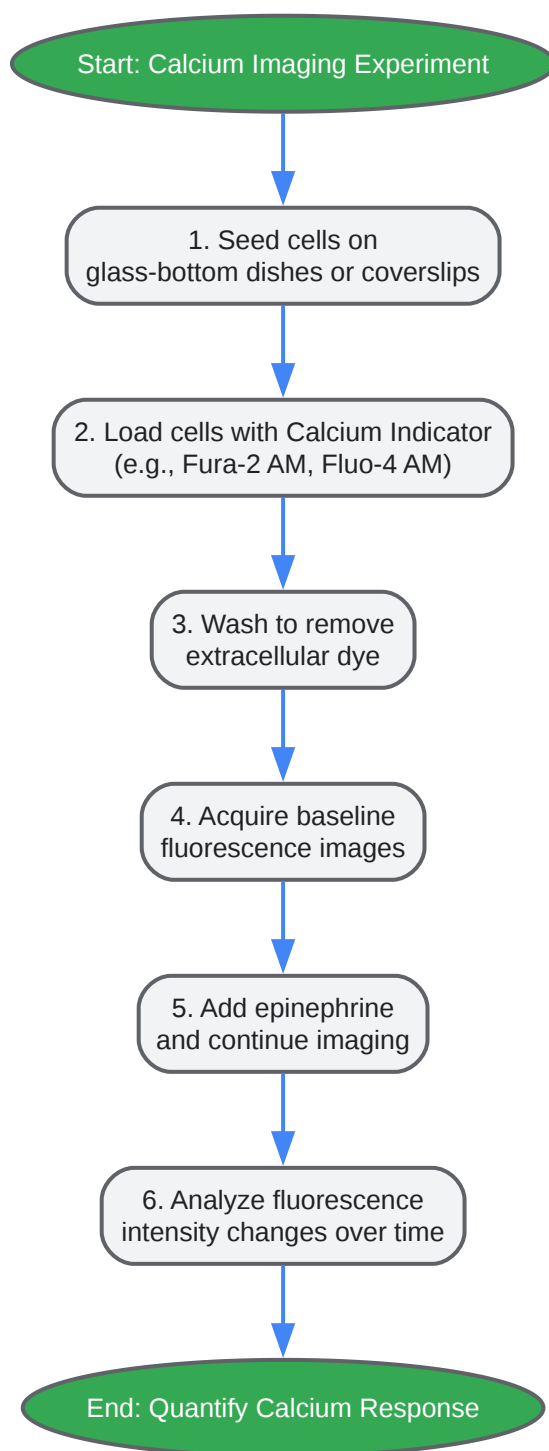 Start: Calcium Imaging Experiment
1. Seed cells on
glass-bottom dishes or coverslips
2. Load cells with Calcium Indicator
(e.g., Fura-2 AM, Fluo-4 AM)
3. Wash to remove
extracellular dye
4. Acquire baseline
fluorescence images
5. Add epinephrine
and continue imaging
6. Analyze fluorescence
intensity changes over time
End: Quantify Calcium Response